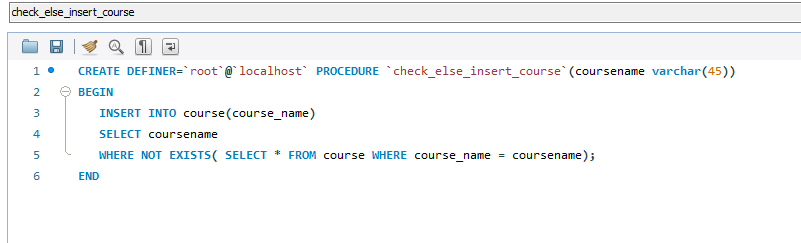 check_else_insert_course
1 CREATE DEFINER=`root`@`localhost` PROCEDURE `check_else_insert_course`(coursename varchar(45))
2 BEGIN
3 INSERT INTO course(course_name)
4 SELECT coursename
5 WHERE NOT EXISTS( SELECT * FROM course WHERE course_name = coursename);
6 END